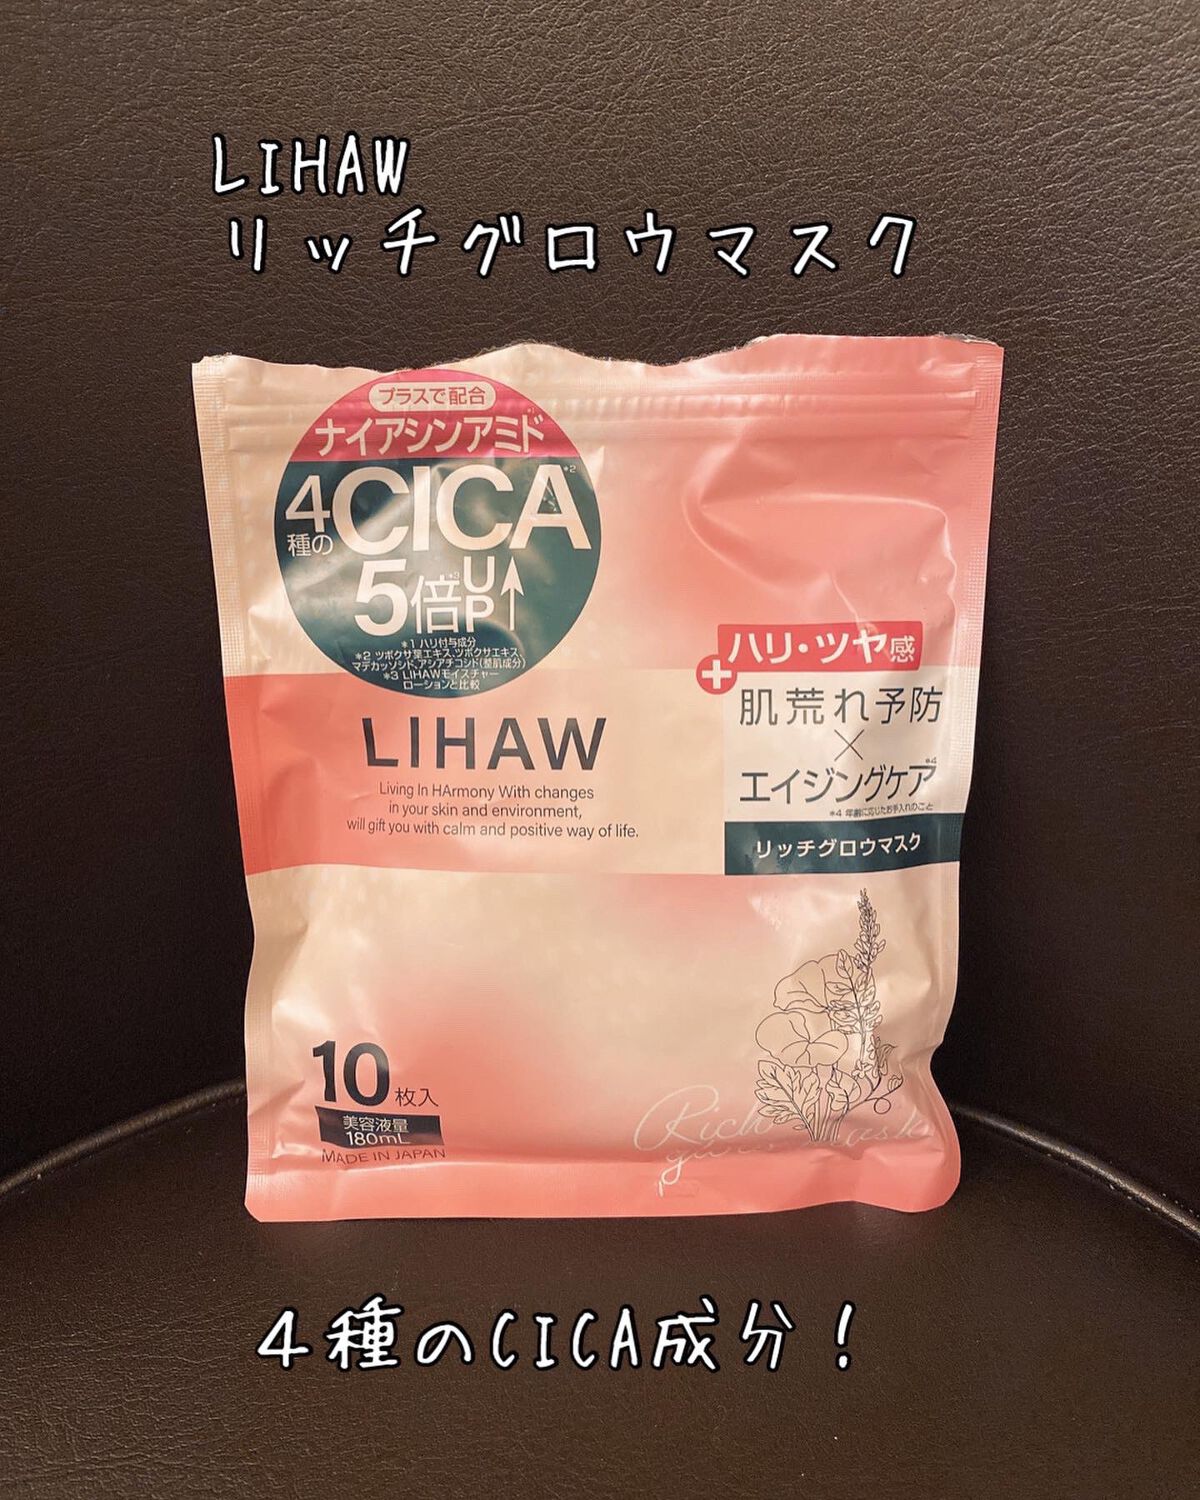 LIHAW
リッチグロウマスク
プラスで配合
ナイアシンアミド*1
4種のCICA*2
5倍*3UP↑
*1 ハリ付与成分
*2 ツボクサ葉エキス、ツボクサエキス、
マデカッソシド、アシアチコシド(整肌成分)
*3 LIHAWモイスチャー
ローションと比較
LIHAW
Living In HArmony With changes
in your skin and environment,
will gift you with calm and positive way of life.
ハリ・ツヤ感
+
肌荒れ予防
×
エイジングケア*4
*4 年齢に応じたお手入れのこと
リッチグロウマスク
10枚入
美容液量
180mL
MADE IN JAPAN
Rich
4種のCICA成分!